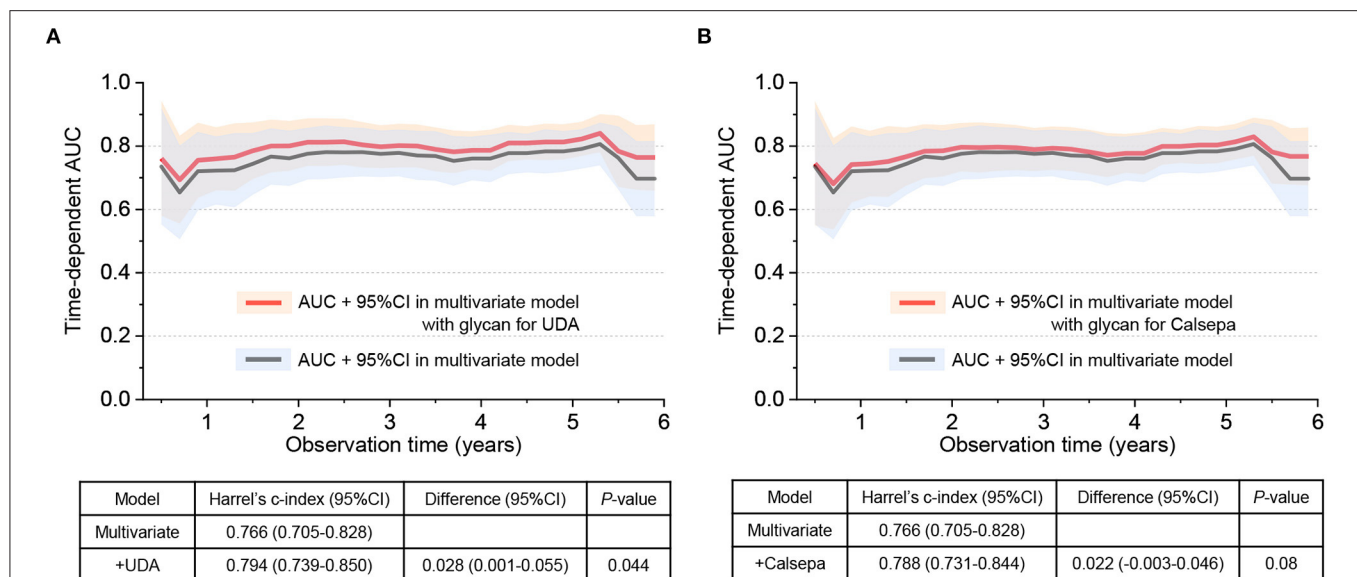 A
Time-dependent AUC
1.0
0.8
0.6
0.4
0.2
0.0
AUC + 95%CI in multivariate model
with glycan for UDA
AUC + 95%CI in multivariate model
1 2 3 4 5 6
Observation time (years)
Model Harrel's c-index (95%CI) Difference (95%CI) P-value
Multivariate 0.766 (0.705-0.828)
+UDA 0.794 (0.739-0.850) 0.028 (0.001-0.055) 0.044
B
Time-dependent AUC
1.0
0.8
0.6
0.4
0.2
0.0
AUC + 95%CI in multivariate model
with glycan for Calsepa
AUC + 95%CI in multivariate model
1 2 3 4 5 6
Observation time (years)
Model Harrel's c-index (95%CI) Difference (95%CI) P-value
Multivariate 0.766 (0.705-0.828)
+Calsepa 0.788 (0.731-0.844) 0.022 (-0.003-0.046) 0.08